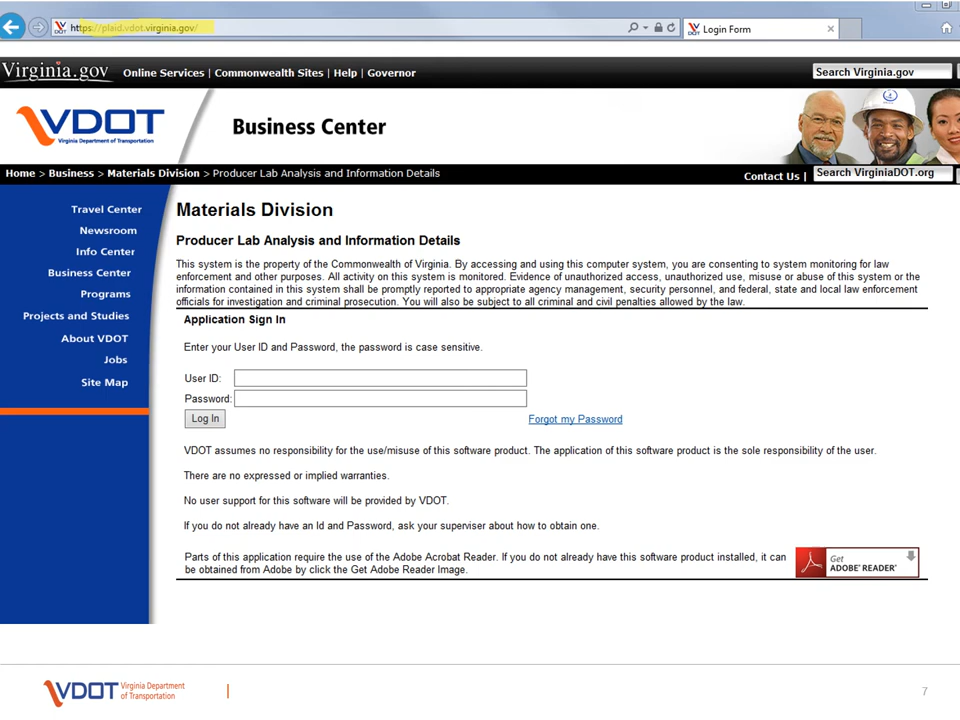 https://plaid.vdot.virginia.gov/
Login Form
Virginia.gov Online Services | Commonwealth Sites | Help | Governor
Search Virginia.gov
VDOT
Virginia Department of Transportation
Business Center
Home > Business > Materials Division > Producer Lab Analysis and Information Details
Contact Us |
Search VirginiaDOT.org
Travel Center
Newsroom
Info Center
Business Center
Programs
Projects and Studies
About VDOT
Jobs
Site Map
Materials Division
Producer Lab Analysis and Information Details
This system is the property of the Commonwealth of Virginia. By accessing and using this computer system, you are consenting to system monitoring for law
enforcement and other purposes. All activity on this system is monitored. Evidence of unauthorized access, unauthorized use, misuse or abuse of this system or the
information contained in this system shall be promptly reported to appropriate agency management, security personnel, and federal, state and local law enforcement
officials for investigation and criminal prosecution. You will also be subject to all criminal and civil penalties allowed by the law.
Application Sign In
Enter your User ID and Password, the password is case sensitive.
User ID:
Password:
Log In
Forgot my Password
VDOT assumes no responsibility for the use/misuse of this software product. The application of this software product is the sole responsibility of the user.
There are no expressed or implied warranties.
No user support for this software will be provided by VDOT.
If you do not already have an Id and Password, ask your superviser about how to obtain one.
Parts of this application require the use of the Adobe Acrobat Reader. If you do not already have this software product installed, it can
be obtained from Adobe by click the Get Adobe Reader Image.
Get
ADOBE® READER®
VDOT
Virginia Department
of Transportation
|
7